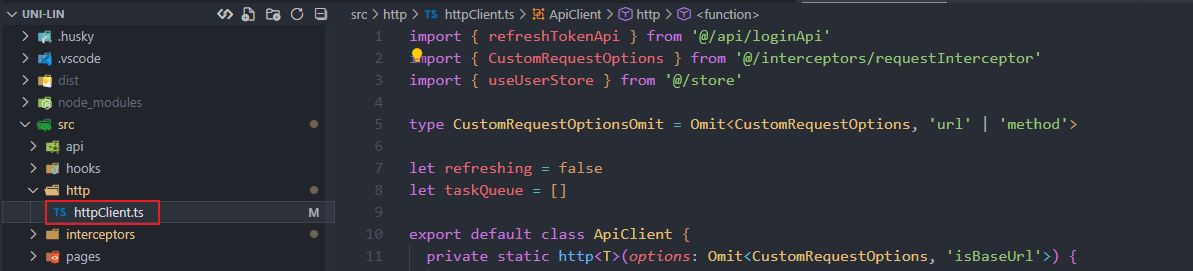 UNI-LIN
.husky
.vscode
dist
node_modules
src
api
hooks
http
TS httpClient.ts M
interceptors
pages
src > http > TS httpClient.ts > ApiClient > http > <function>
1 import { refreshTokenApi } from '@/api/loginApi'
2 import { CustomRequestOptions } from '@/interceptors/requestInterceptor'
3 import { useUserStore } from '@/store'
4
5 type CustomRequestOptionsOmit = Omit<CustomRequestOptions, 'url' | 'method'>
6
7 let refreshing = false
8 let taskQueue = []
9
10 export default class ApiClient {
11 private static http<T>(options: Omit<CustomRequestOptions, 'isBaseUrl'>) {